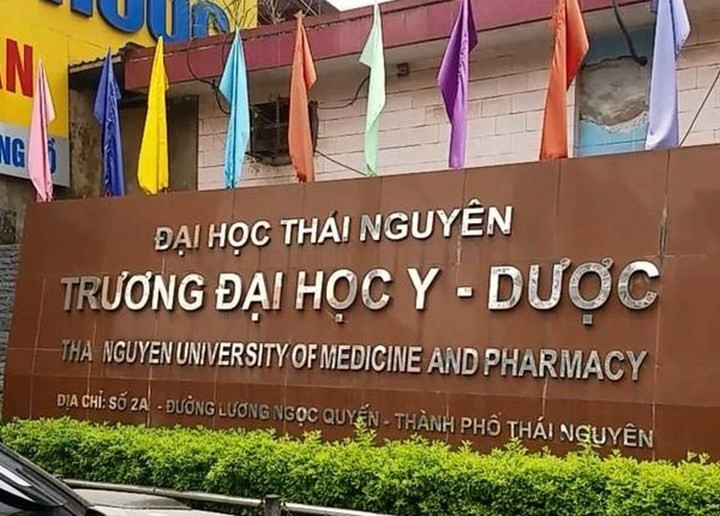 ĐẠI HỌC THÁI NGUYÊN
TRƯƠNG ĐẠI HỌC Y - DƯỢC
THA NGUYEN UNIVERSITY OF MEDICINE AND PHARMACY
ĐỊA CHỈ: SỐ 2A - ĐƯỜNG LƯƠNG NGỌC QUYẾN - THÀNH PHỐ THÁI NGUYÊN